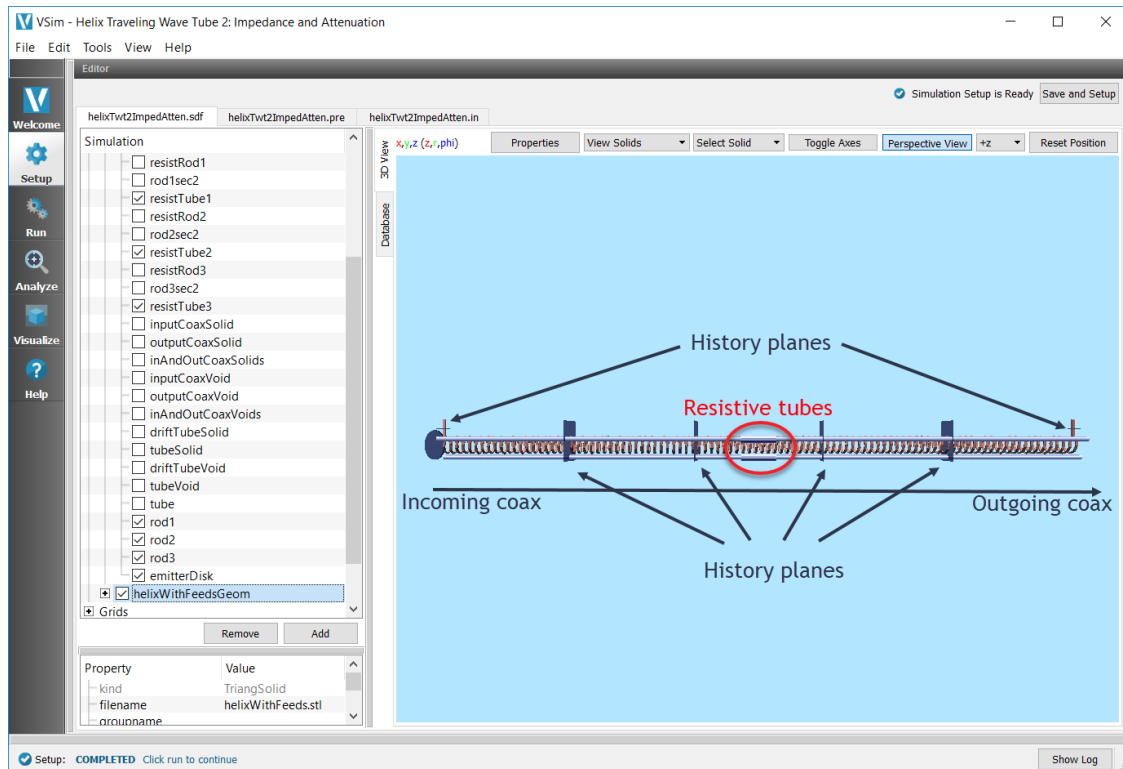 VSim - Helix Traveling Wave Tube 2: Impedance and Attenuation
File Edit Tools View Help
Editor
Simulation Setup is Ready Save and Setup
Welcome
Setup
Run
Analyze
Visualize
Help
helixTwt2ImpedAtten.sdf helixTwt2ImpedAtten.pre helixTwt2ImpedAtten.in
Simulation
resistRod1
rod1sec2
resistTube1
resistRod2
rod2sec2
resistTube2
resistRod3
rod3sec2
resistTube3
inputCoaxSolid
outputCoaxSolid
inAndOutCoaxSolids
inputCoaxVoid
outputCoaxVoid
inAndOutCoaxVoids
driftTubeSolid
tubeSolid
driftTubeVoid
tubeVoid
tube
rod1
rod2
rod3
emitterDisk
helixWithFeedsGeom
Grids
Remove Add
Property Value
kind TriangSolid
filename helixWithFeeds.stl
groupname
3D View
Database
x,y,z (z,r,phi) Properties View Solids Select Solid Toggle Axes Perspective View +z Reset Position
History planes
Resistive tubes
Incoming coax Outgoing coax
History planes
Setup: COMPLETED Click run to continue Show Log